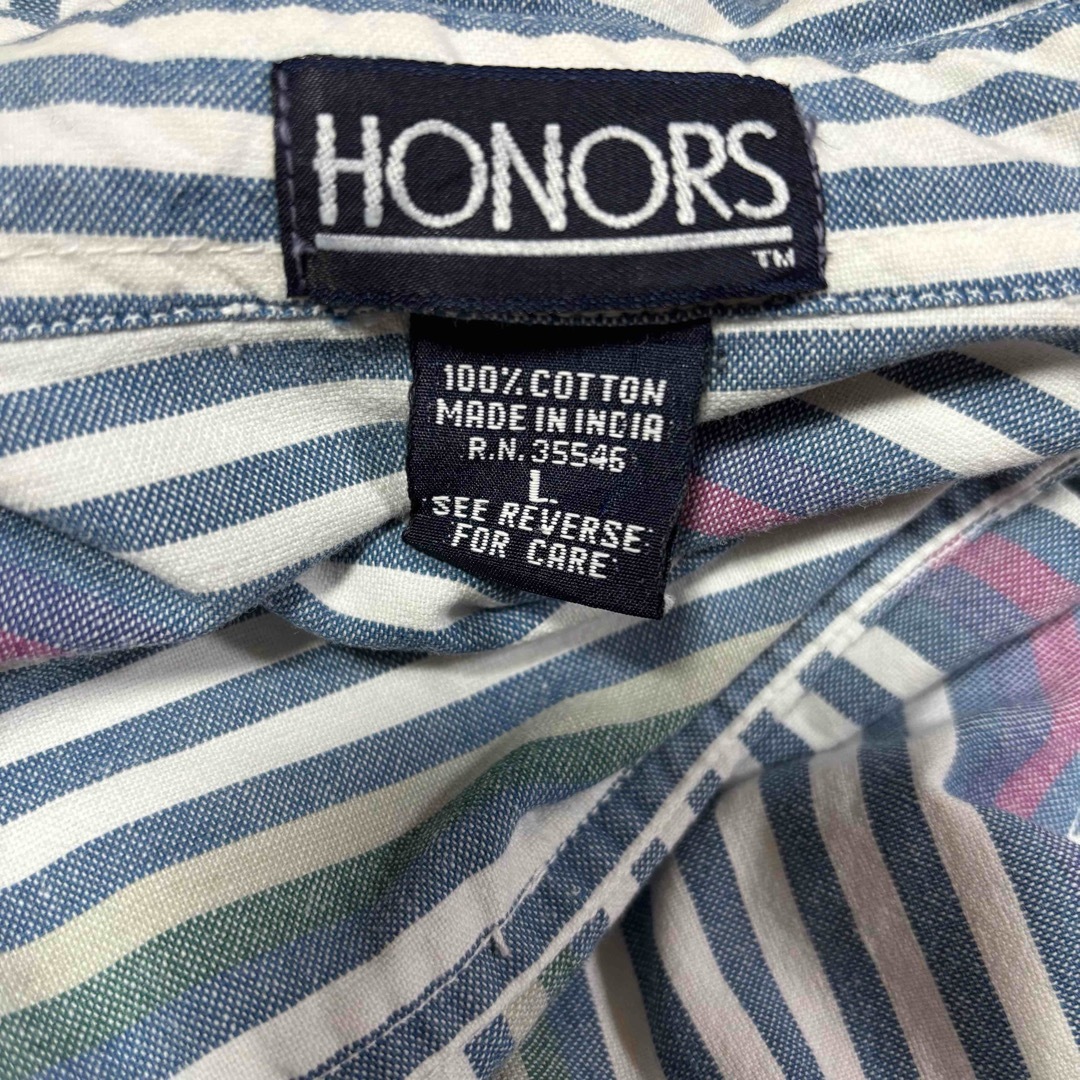 HONORS
TM
100% COTTON
MADE IN INDIA
R.N. 35546
L.
SEE REVERSE
FOR CARE